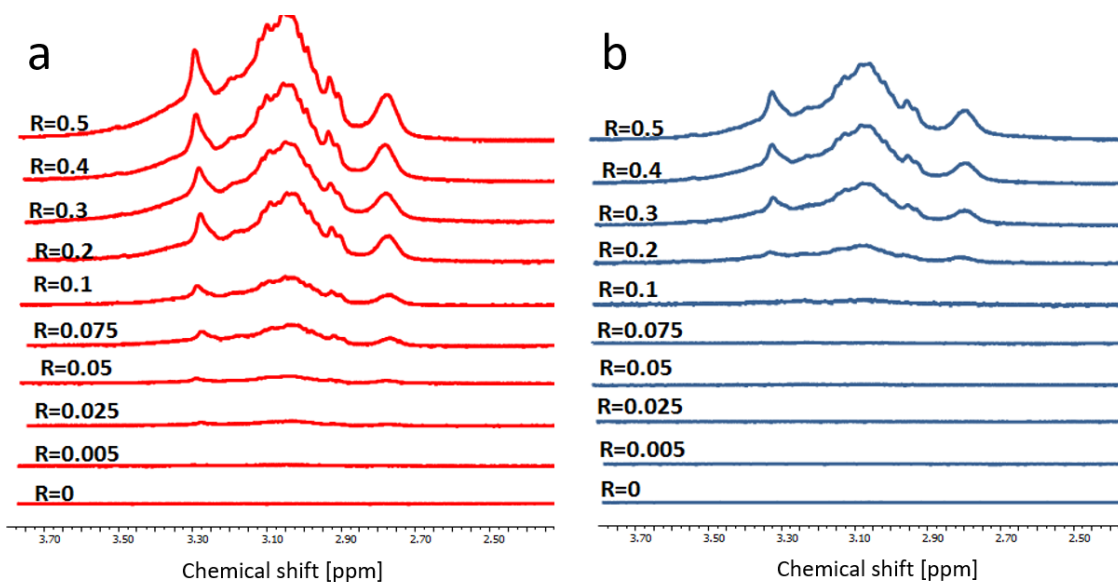 a
R=0.5
R=0.4
R=0.3
R=0.2
R=0.1
R=0.075
R=0.05
R=0.025
R=0.005
R=0
3.70 3.50 3.30 3.10 2.90 2.70 2.50
Chemical shift [ppm]
b
R=0.5
R=0.4
R=0.3
R=0.2
R=0.1
R=0.075
R=0.05
R=0.025
R=0.005
R=0
3.70 3.50 3.30 3.10 2.90 2.70 2.50
Chemical shift [ppm]